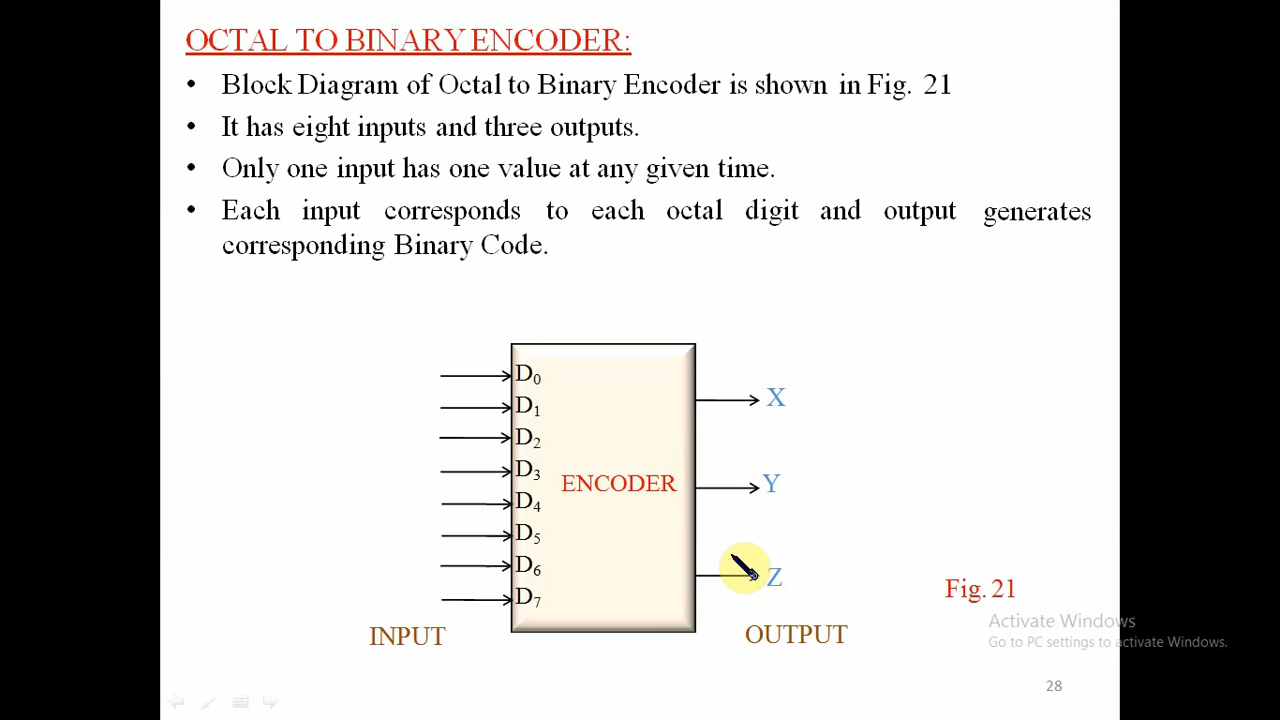 OCTAL TO BINARY ENCODER:
• Block Diagram of Octal to Binary Encoder is shown in Fig. 21
• It has eight inputs and three outputs.
• Only one input has one value at any given time.
• Each input corresponds to each octal digit and output generates
corresponding Binary Code.
D0
X
D1
D2
D3
ENCODER
Y
D4
D5
D6
Z
D7
Fig. 21
INPUT
OUTPUT
Activate Windows
Go to PC settings to activate Windows.
28